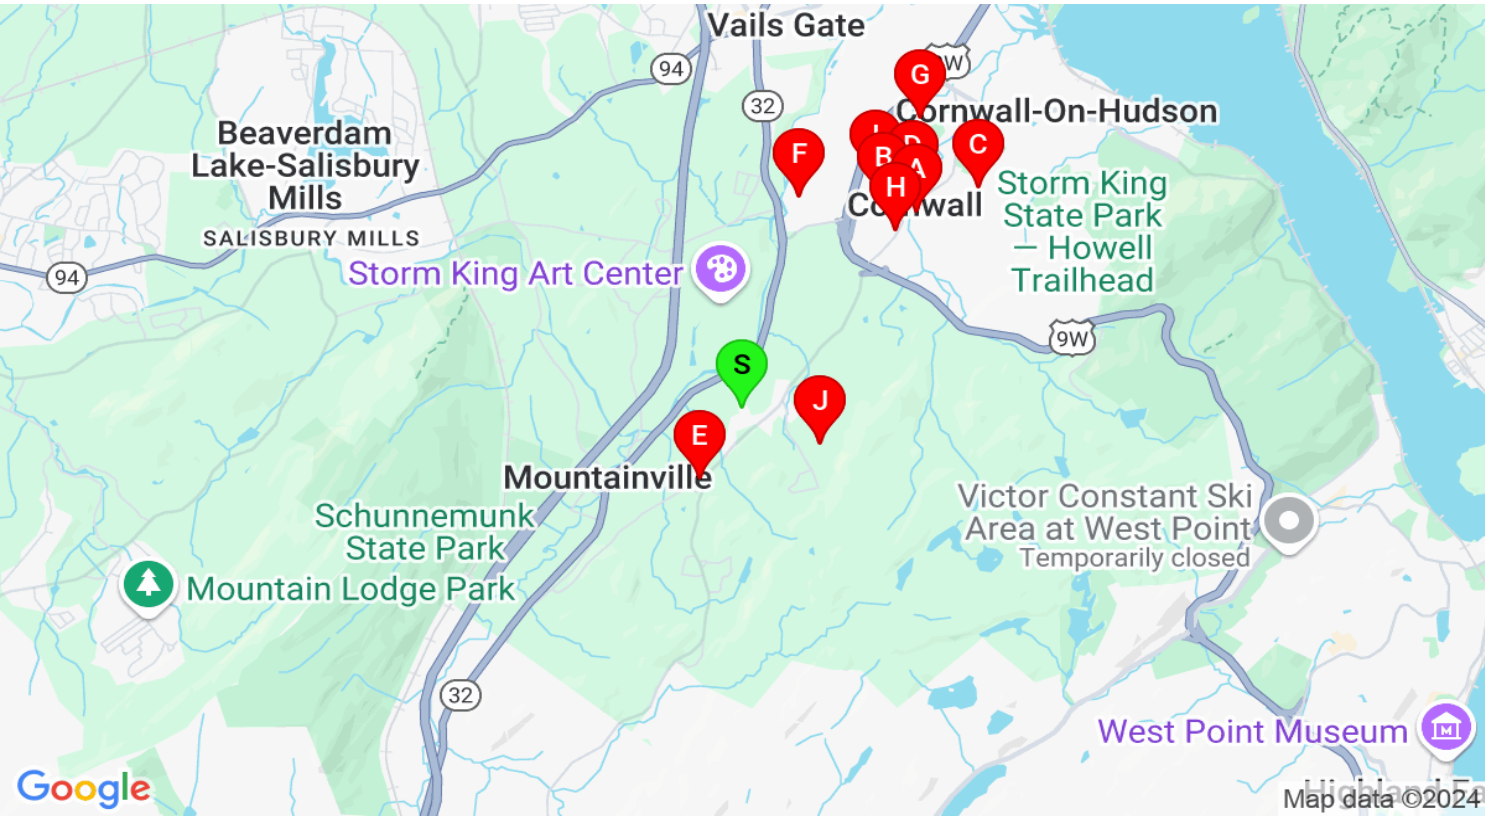 Vails Gate
94
9W
G
32
Cornwall-On-Hudson
Beaverdam
Lake-Salisbury
Mills
F
B
A
C
H
Cornwall
SALISBURY MILLS
Storm King
State Park
— Howell
Trailhead
94
Storm King Art Center
9W
S
J
E
Mountainville
Schunnemunk
State Park
Victor Constant Ski
Area at West Point
Temporarily closed
Mountain Lodge Park
32
West Point Museum
M
Google
Map data ©2024